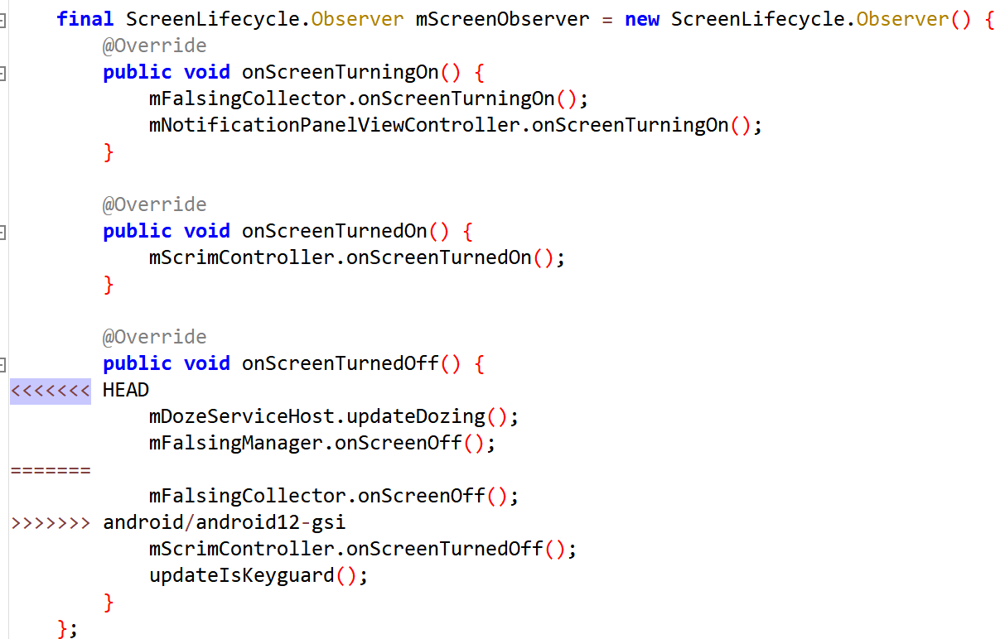 final ScreenLifecycle.Observer mScreenObserver = new ScreenLifecycle.Observer() {
@Override
public void onScreenTurningOn() {
mFalsingCollector.onScreenTurningOn();
mNotificationPanelViewController.onScreenTurningOn();
}
@Override
public void onScreenTurnedOn() {
mScrimController.onScreenTurnedOn();
}
@Override
public void onScreenTurnedOff() {
<<<<<<< HEAD
mDozeServiceHost.updateDozing();
mFalsingManager.onScreenOff();
=======
mFalsingCollector.onScreenOff();
>>>>>>> android/android12-gsi
mScrimController.onScreenTurnedOff();
updateIsKeyguard();
}
};